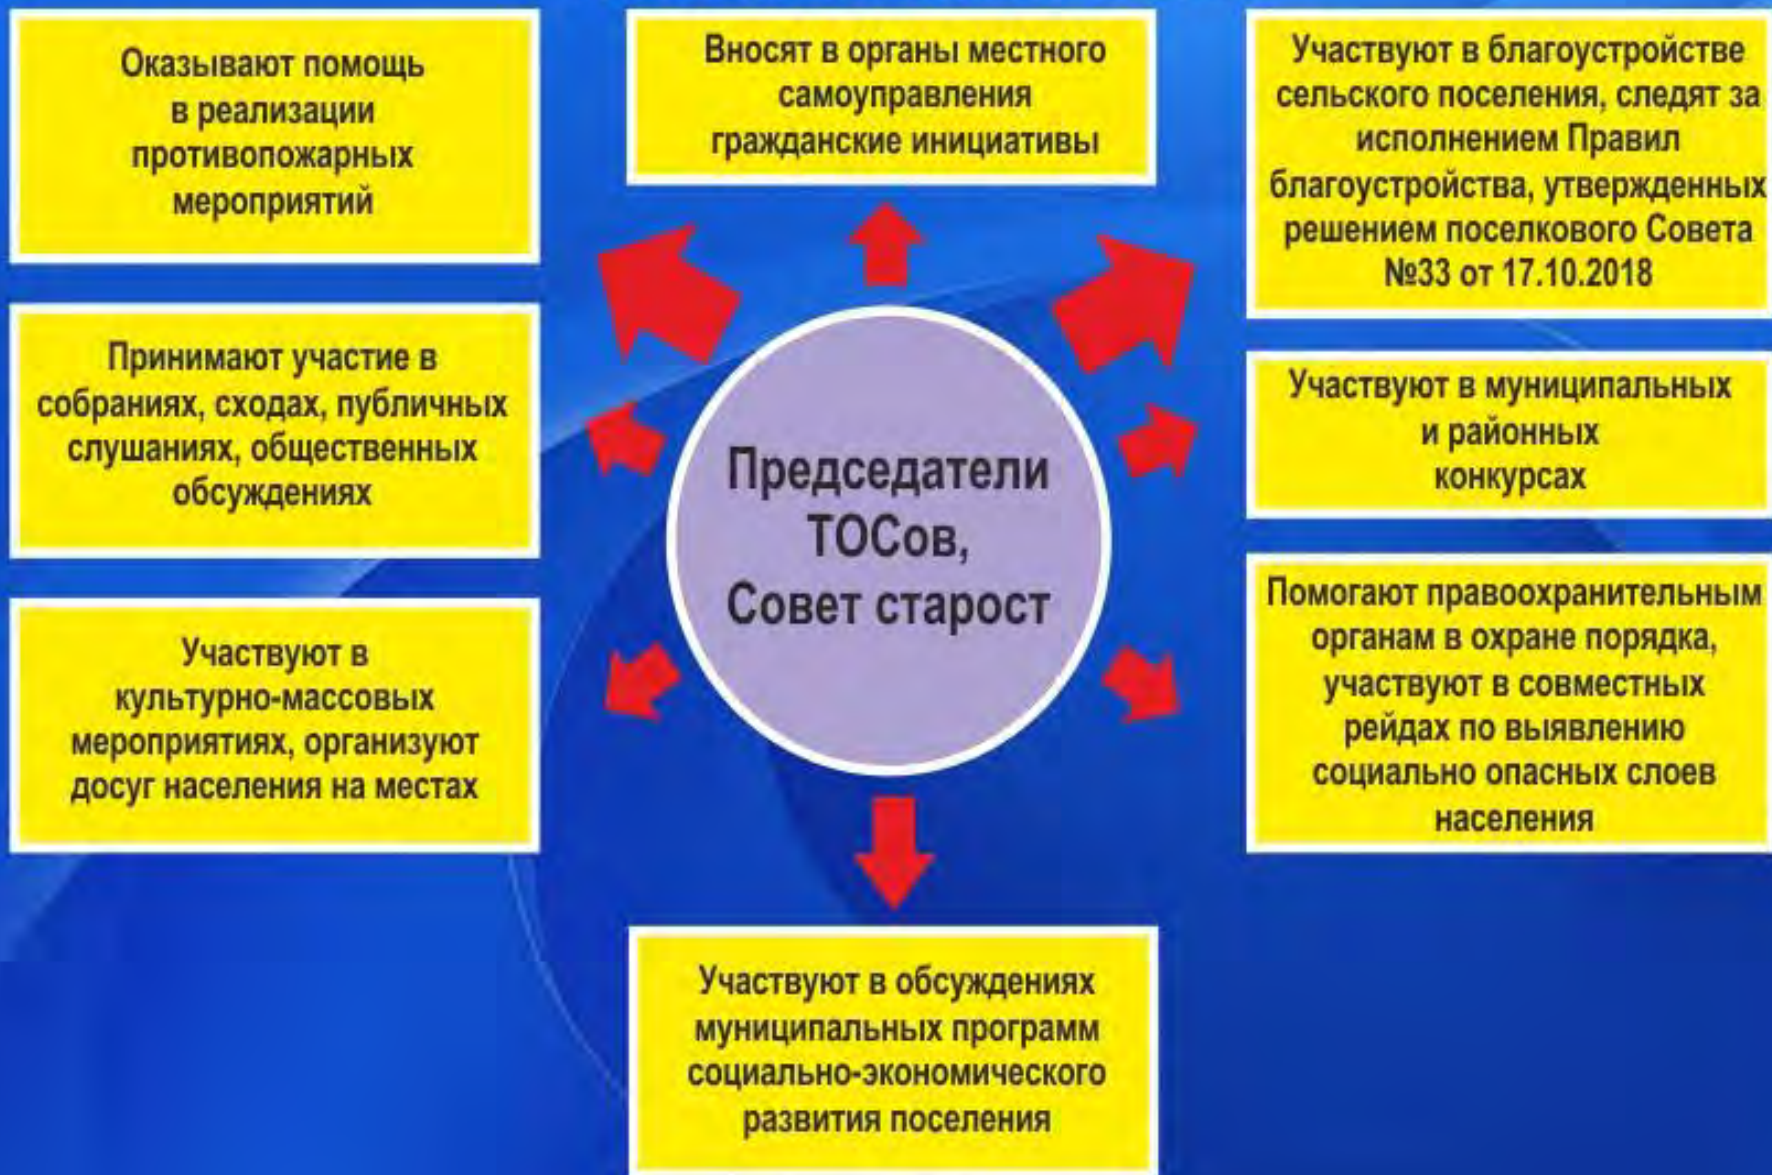 Оказывают помощь
в реализации
противопожарных
мероприятий
Вносят в органы местного
самоуправления
гражданские инициативы
Участвуют в благоустройстве
сельского поселения, следят за
исполнением Правил
благоустройства, утвержденных
решением поселкового Совета
№33 от 17.10.2018
Принимают участие в
собраниях, сходах, публичных
слушаниях, общественных
обсуждениях
Председатели
ТОСов,
Совет старост
Участвуют в муниципальных
и районных
конкурсах
Участвуют в
культурно-массовых
мероприятиях, организуют
досуг населения на местах
Помогают правоохранительным
органам в охране порядка,
участвуют в совместных
рейдах по выявлению
социально опасных слоев
населения
Участвуют в обсуждениях
муниципальных программ
социально-экономического
развития поселения